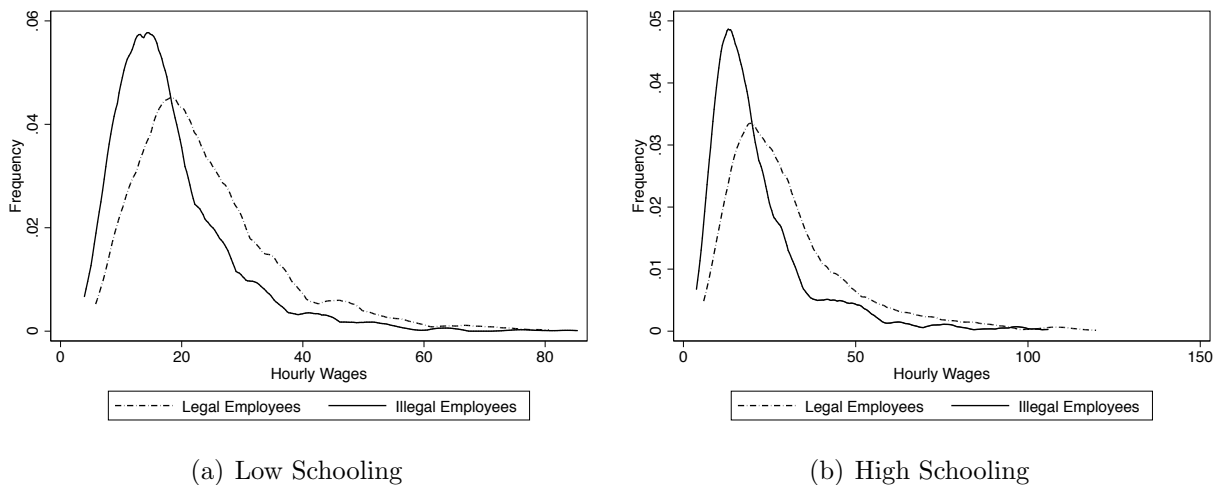 .06
.04
.02
0
Frequency
0 20 40 60 80
Hourly Wages
Legal Employees Illegal Employees
(a) Low Schooling
.05
.04
.03
.02
.01
0
Frequency
0 50 100 150
Hourly Wages
Legal Employees Illegal Employees
(b) High Schooling